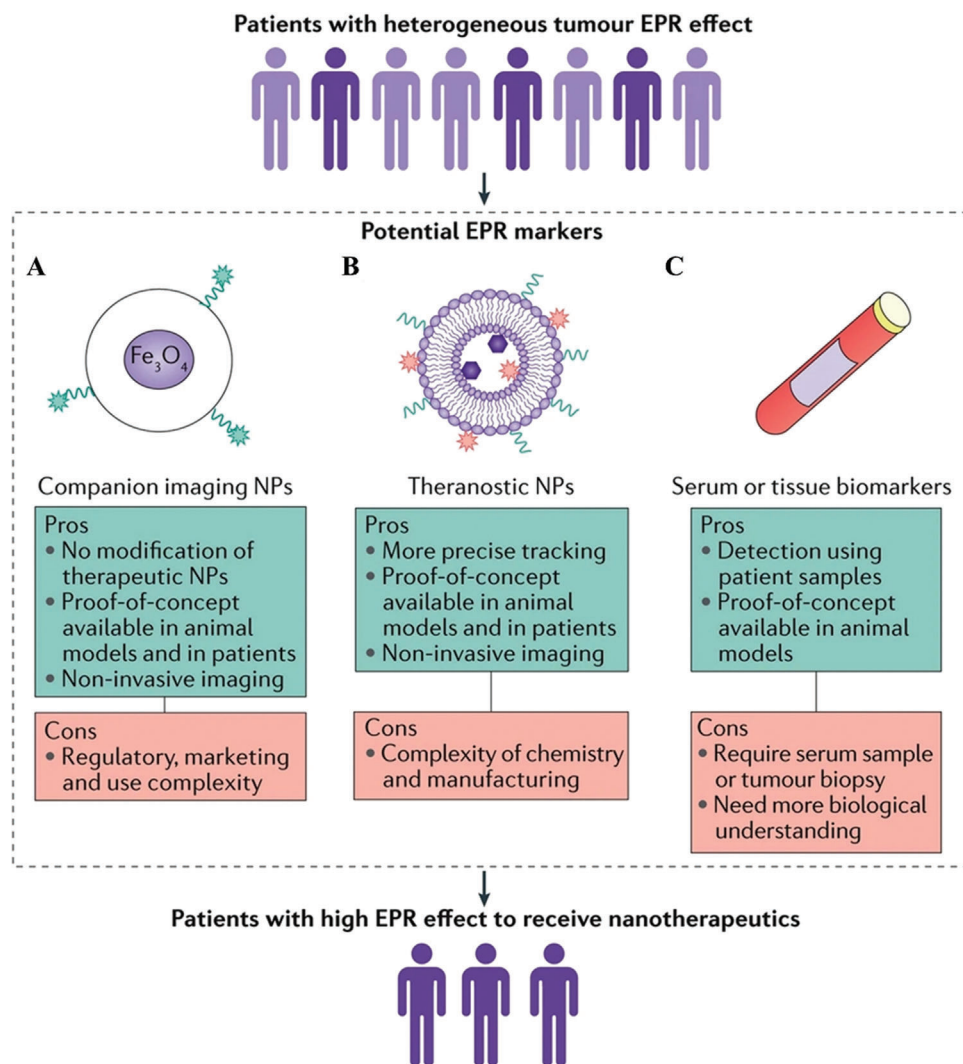 Patients with heterogeneous tumour EPR effect
Potential EPR markers
A
Fe3O4
Companion imaging NPs
Pros
• No modification of
therapeutic NPs
• Proof-of-concept
available in animal
models and in patients
• Non-invasive imaging
Cons
• Regulatory, marketing
and use complexity
B
Theranostic NPs
Pros
• More precise tracking
• Proof-of-concept
available in animal
models and in patients
• Non-invasive imaging
Cons
• Complexity of chemistry
and manufacturing
C
Serum or tissue biomarkers
Pros
• Detection using
patient samples
• Proof-of-concept
available in animal
models
Cons
• Require serum sample
or tumour biopsy
• Need more biological
understanding
Patients with high EPR effect to receive nanotherapeutics